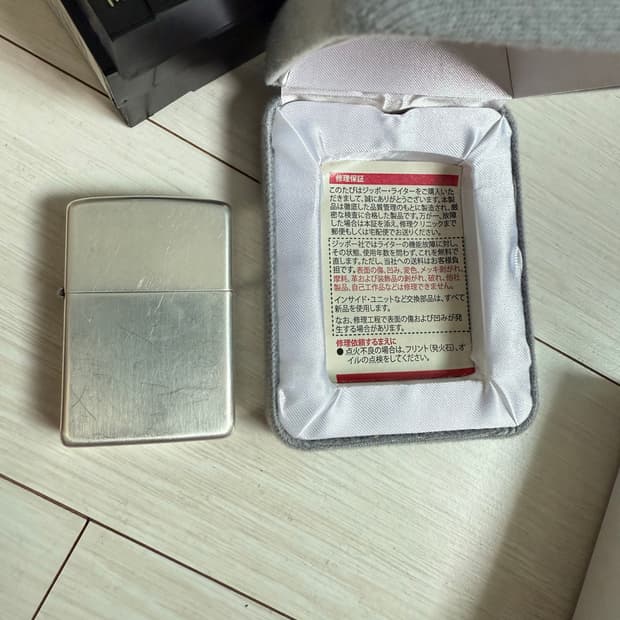 修理保証
このたびはジッポー・ライターをご購入いた
だきまして、誠にありがとうございます。本製
品は徹底した品質管理のもとに製造され、厳
密な検査に合格した製品です。万が一、故障
した場合は本証を添え、修理クリニックまで
郵便もしくは宅配便でお送りください。
ジッポー社ではライターの機能故障に対し、
その状態、使用年数を問わず、これを無料で
直します。ただし、当社への送料はお客様負
担です。表面の傷、凹み、変色、メッキ剥がれ、
摩耗、革および装飾品の剥がれ、破れ、他社
製品、自己工作品などは修理できません。
インサイド・ユニットなど交換部品は、すべて
新品を使用します。
なお、修理工程で表面の傷および凹みが発
生する場合があります。
修理依頼するまえに
●点火不良の場合は、フリント(発火石)、オ
イルの点検をしてください。